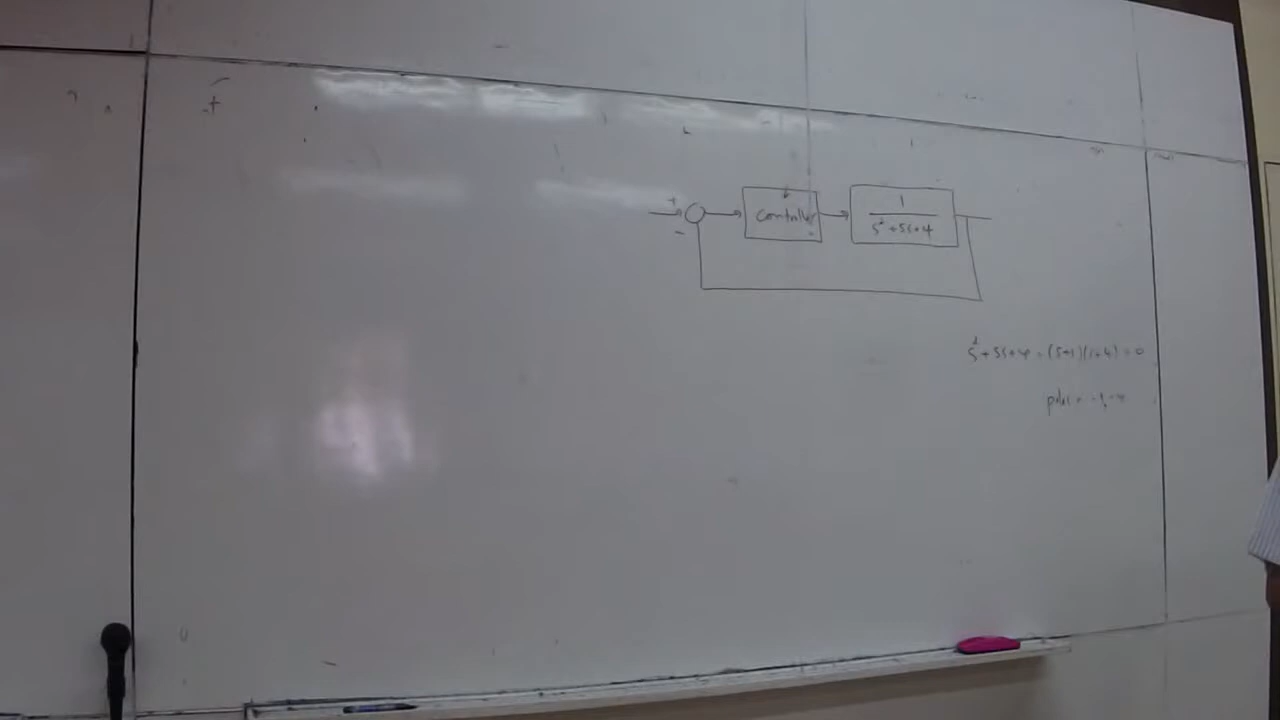 +
Controller
1
s²+5s+4
-
s²+5s+4 = (s+1)(s+4) = 0
poles = -1, -4